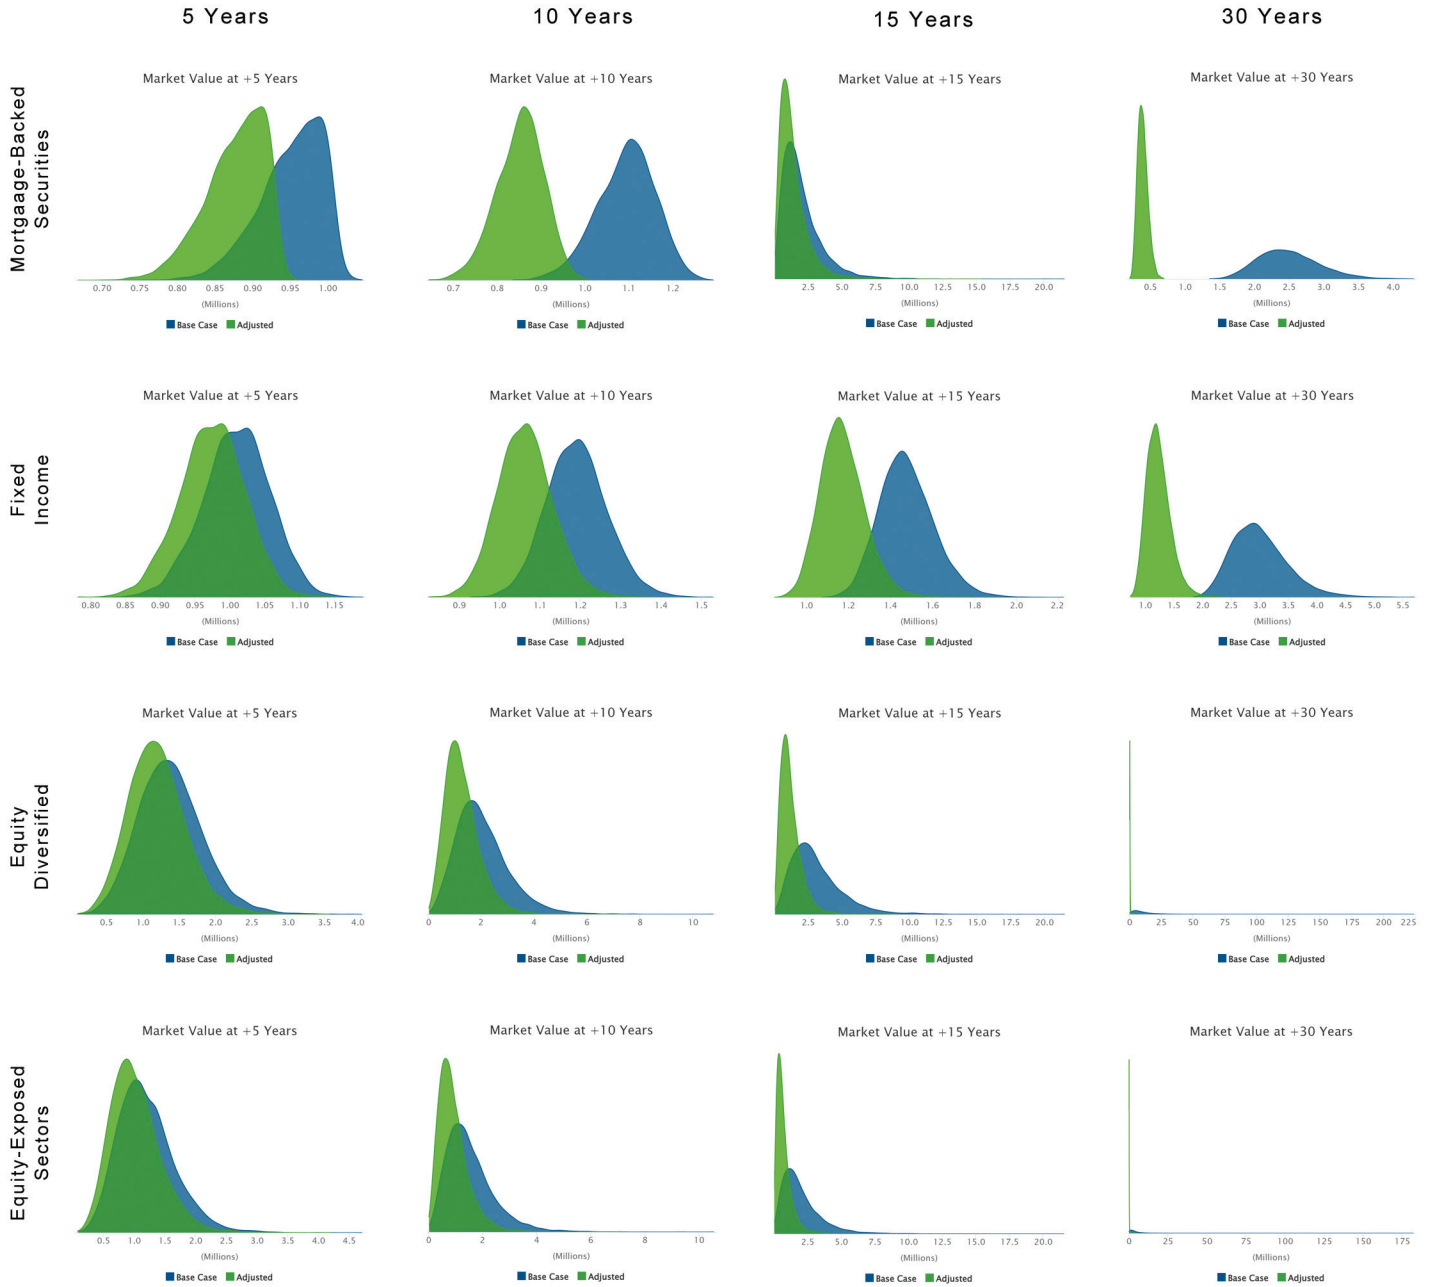 5 Years
10 Years
15 Years
30 Years
Mortgaage-Backed
Securities
Market Value at +5 Years
0.70 0.75 0.80 0.85 0.90 0.95 1.00
(Millions)
Base Case Adjusted
Market Value at +10 Years
0.7 0.8 0.9 1.0 1.1 1.2
(Millions)
Base Case Adjusted
Market Value at +15 Years
2.5 5.0 7.5 10.0 12.5 15.0 17.5 20.0
(Millions)
Base Case Adjusted
Market Value at +30 Years
0.5 1.0 1.5 2.0 2.5 3.0 3.5 4.0
(Millions)
Base Case Adjusted
Fixed
Income
Market Value at +5 Years
0.80 0.85 0.90 0.95 1.00 1.05 1.10 1.15
(Millions)
Base Case Adjusted
Market Value at +10 Years
0.9 1.0 1.1 1.2 1.3 1.4 1.5
(Millions)
Base Case Adjusted
Market Value at +15 Years
1.0 1.2 1.4 1.6 1.8 2.0 2.2
(Millions)
Base Case Adjusted
Market Value at +30 Years
1.0 1.5 2.0 2.5 3.0 3.5 4.0 4.5 5.0 5.5
(Millions)
Base Case Adjusted
Equity
Diversified
Market Value at +5 Years
0.5 1.0 1.5 2.0 2.5 3.0 3.5 4.0
(Millions)
Base Case Adjusted
Market Value at +10 Years
0 2 4 6 8 10
(Millions)
Base Case Adjusted
Market Value at +15 Years
2.5 5.0 7.5 10.0 12.5 15.0 17.5 20.0
(Millions)
Base Case Adjusted
Market Value at +30 Years
0 25 50 75 100 125 150 175 200 225
(Millions)
Base Case Adjusted
Equity-Exposed
Sectors
Market Value at +5 Years
0.5 1.0 1.5 2.0 2.5 3.0 3.5 4.0 4.5
(Millions)
Base Case Adjusted
Market Value at +10 Years
0 2 4 6 8 10
(Millions)
Base Case Adjusted
Market Value at +15 Years
2.5 5.0 7.5 10.0 12.5 15.0 17.5 20.0
(Millions)
Base Case Adjusted
Market Value at +30 Years
0 25 50 75 100 125 150 175
(Millions)
Base Case Adjusted